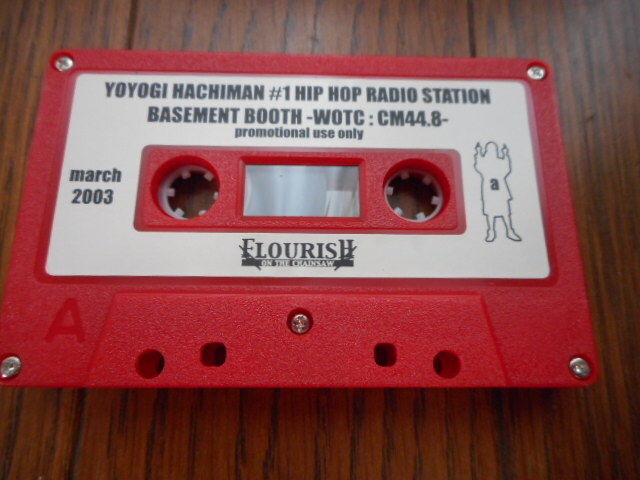 YOYOGI HACHIMAN #1 HIP HOP RADIO STATION
BASEMENT BOOTH -WOTC : CM44.8-
promotional use only
march
2003
a
FLOURISH
ON THE CHAINSAW
A